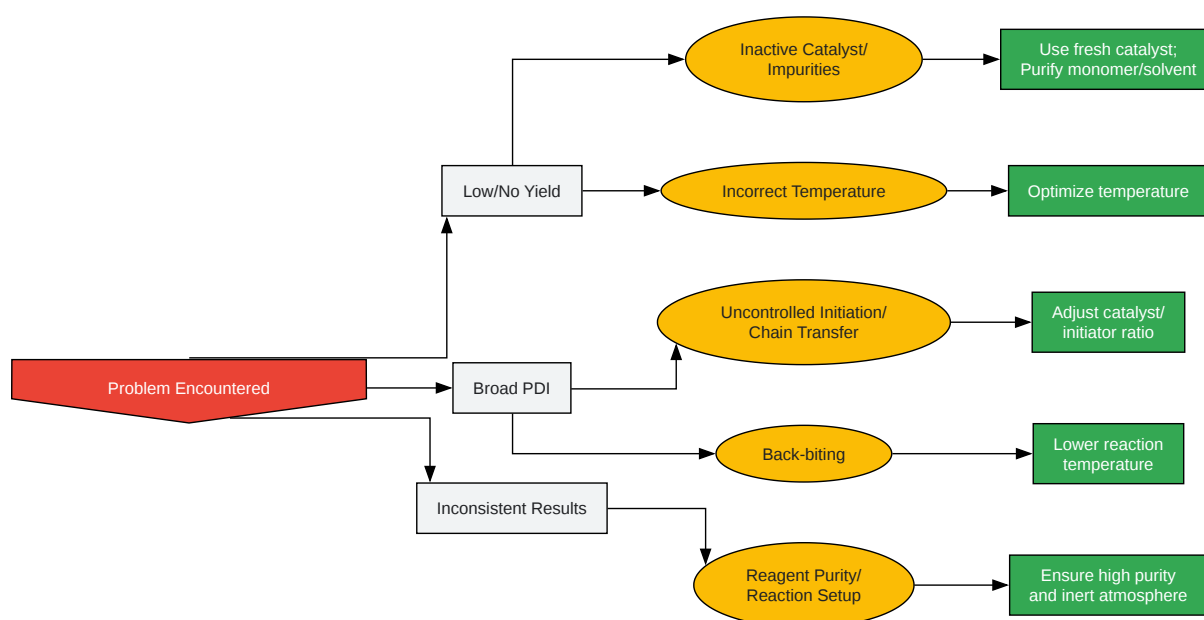 Problem Encountered
Low/No Yield
Inactive Catalyst/
Impurities
Use fresh catalyst;
Purify monomer/solvent
Incorrect Temperature
Optimize temperature
Broad PDI
Uncontrolled Initiation/
Chain Transfer
Adjust catalyst/
initiator ratio
Back-biting
Lower reaction
temperature
Inconsistent Results
Reagent Purity/
Reaction Setup
Ensure high purity
and inert atmosphere